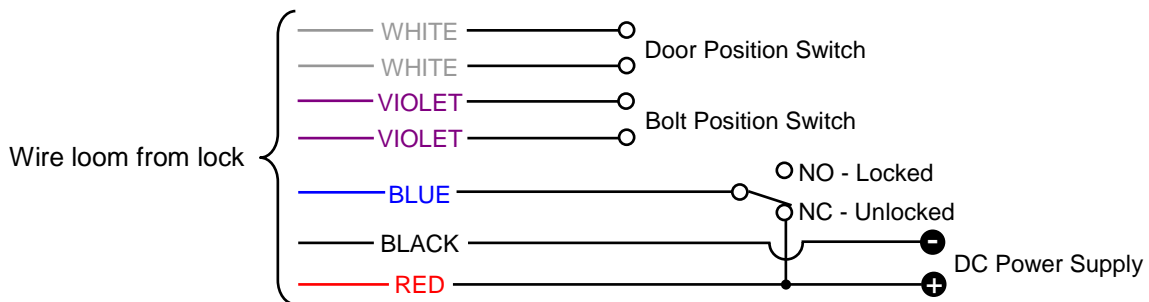 WHITE
Door Position Switch
WHITE
VIOLET
Bolt Position Switch
VIOLET
Wire loom from lock
NO - Locked
BLUE
NC - Unlocked
BLACK
-
DC Power Supply
RED
+